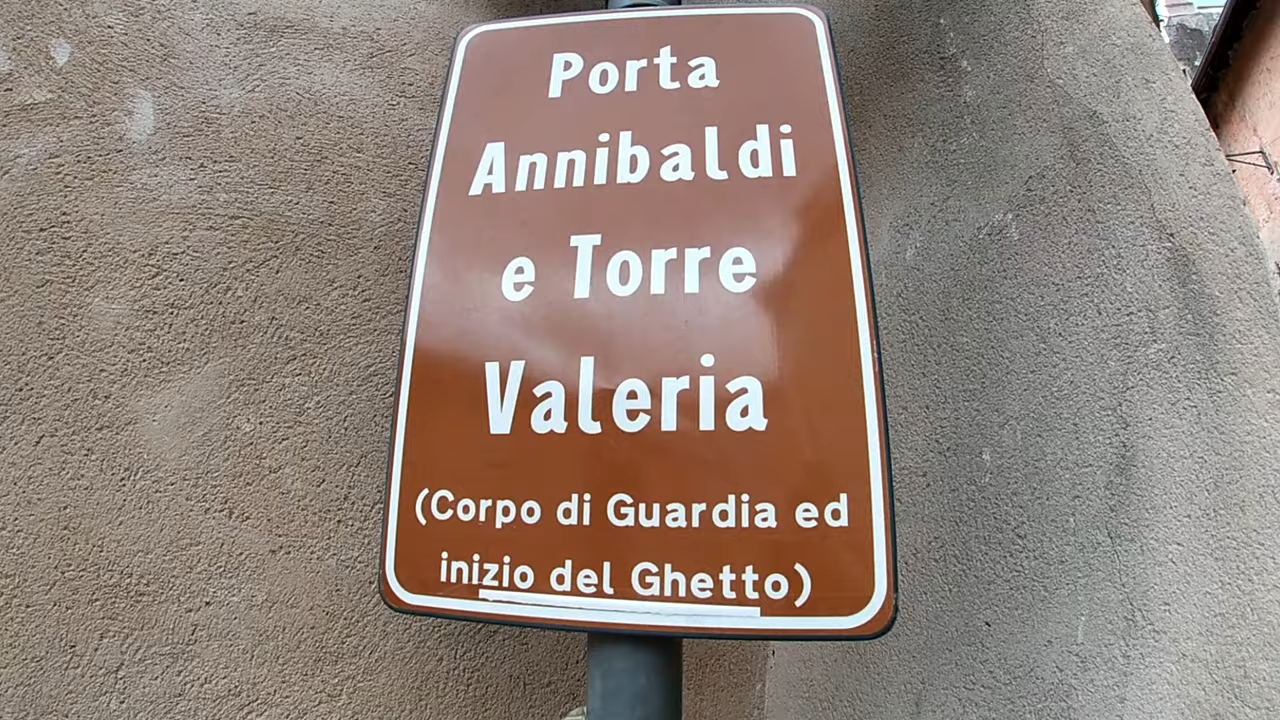 Porta
Annibaldi
e Torre
Valeria
(Corpo di Guardia ed
inizio del Ghetto)